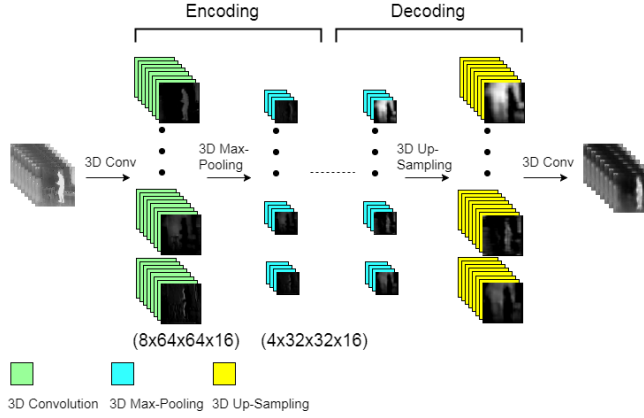 Encoding
Decoding
3D Conv
3D Max-
Pooling
3D Up-
Sampling
3D Conv
(8x64x64x16)
(4x32x32x16)
3D Convolution
3D Max-Pooling
3D Up-Sampling